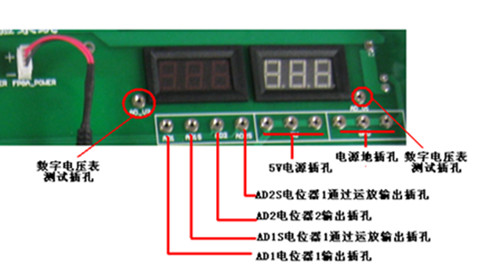 FPGA_POWER
数字电压表
测试插孔
5V电源插孔
电源地插孔
数字电压表
测试插孔
AD2S电位器1通过运放输出插孔
AD2电位器2输出插孔
AD1S电位器1通过运放输出插孔
AD1电位器1输出插孔